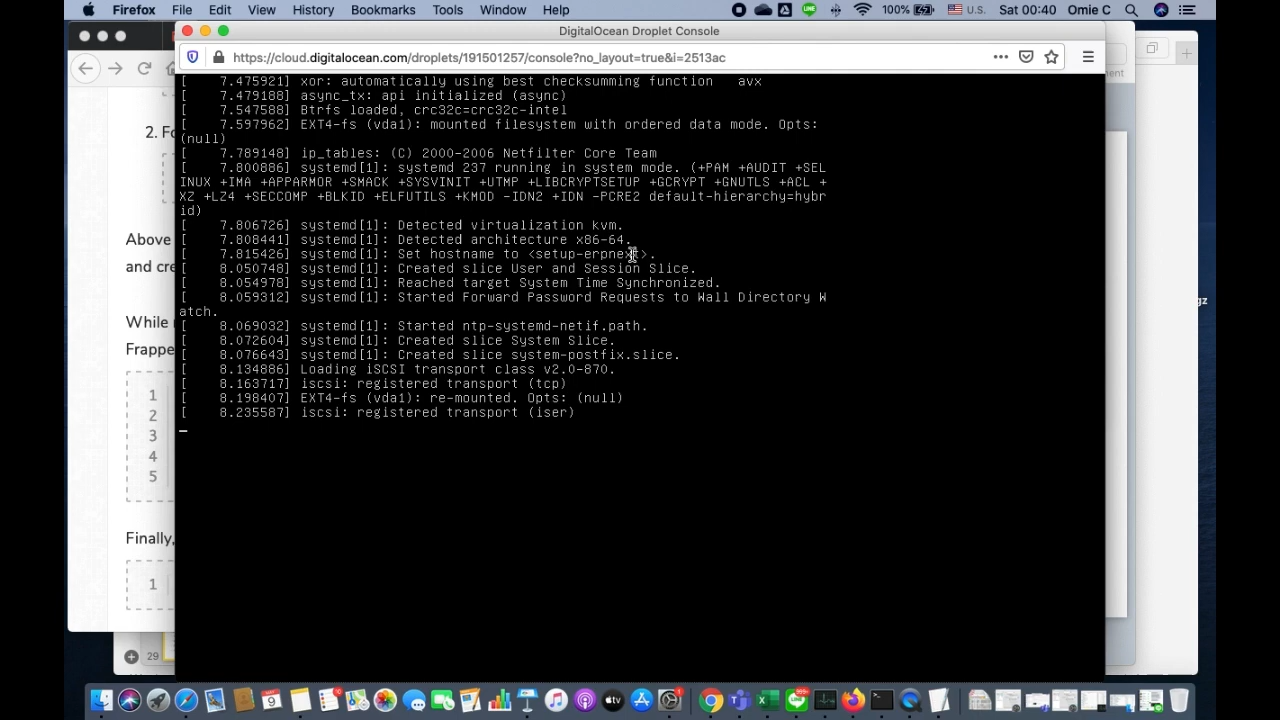 Firefox File Edit View History Bookmarks Tools Window Help 100% U.S. Sat 00:40 Omie C
DigitalOcean Droplet Console
https://cloud.digitalocean.com/droplets/191501257/console?no_layout=true&i=2513ac
[    7.475921] xor: automatically using best checksumming function   avx
[    7.479188] async_tx: api initialized (async)
[    7.547583] Btrfs loaded, crc32c=crc32c-intel
[    7.597962] EXT4-fs (vda1): mounted filesystem with ordered data mode. Opts:
(null)
[    7.789148] ip_tables: (C) 2000-2006 Netfilter Core Team
[    7.800886] systemd[1]: systemd 237 running in system mode. (+PAM +AUDIT +SEL
INUX +IMA +APPARMOR +SMACK +SYSVINIT +UTMP +LIBCRYPTSETUP +GCRYPT +GNUTLS +ACL +
XZ +LZ4 +SECCOMP +BLKID +ELFUTILS +KMOD -IDN2 +IDN -PCRE2 default-hierarchy=hybr
id)
[    7.806726] systemd[1]: Detected virtualization kvm.
[    7.808441] systemd[1]: Detected architecture x86-64.
[    7.815426] systemd[1]: Set hostname to <setup-erpnext>.
[    8.050748] systemd[1]: Created slice User and Session Slice.
[    8.054978] systemd[1]: Reached target System Time Synchronized.
[    8.059312] systemd[1]: Started Forward Password Requests to Wall Directory W
atch.
[    8.069032] systemd[1]: Started ntp-systemd-netif.path.
[    8.072604] systemd[1]: Created slice System Slice.
[    8.076643] systemd[1]: Created slice system-postfix.slice.
[    8.134886] Loading iSCSI transport class v2.0-870.
[    8.163717] iscsi: registered transport (tcp)
[    8.198407] EXT4-fs (vda1): re-mounted. Opts: (null)
[    8.235587] iscsi: registered transport (iser)
2. Fo
Above
and cre
While
Frappe
1
2
3
4
5
Finally,
1
29
ment
gz